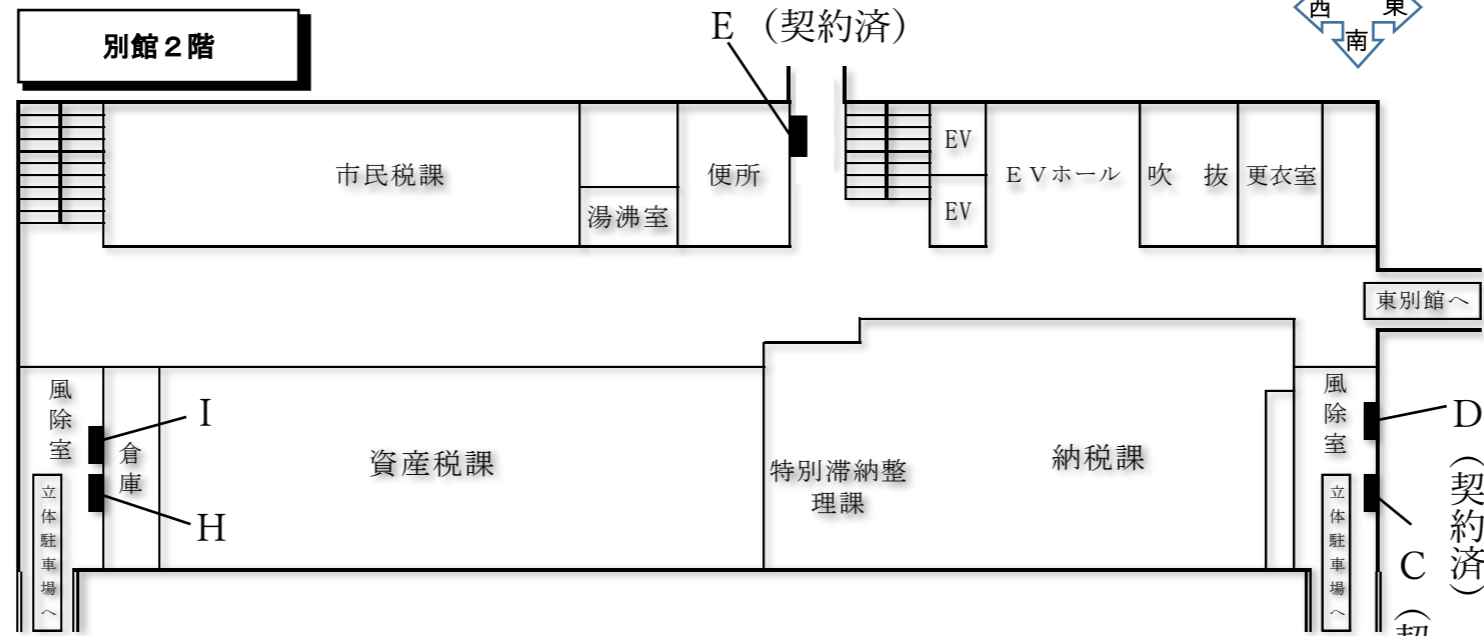 別館２階
E （契約済）
西
東
南
市民税課
湯沸室
便所
EV
EV
ＥＶホール
吹　抜
更衣室
東別館へ
風除室
倉庫
I
H
立体駐車場へ
資産税課
特別滞納整
理課
納税課
風除室
立体駐車場へ
D （契約済）
C （契